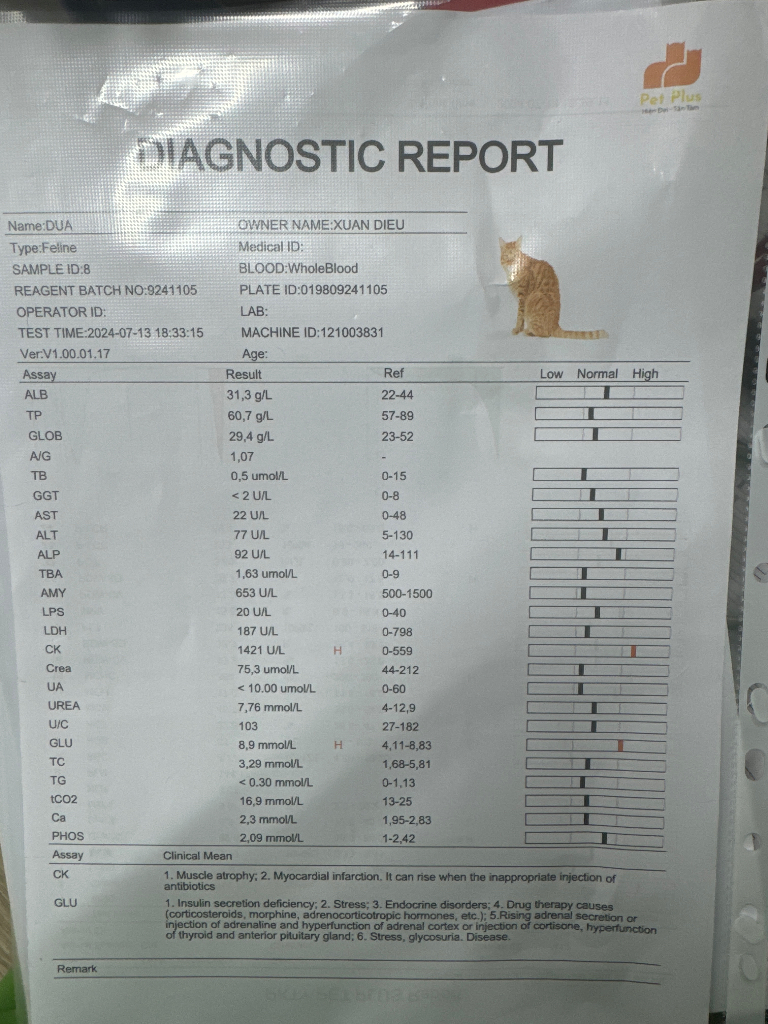 Pet Plus
DIAGNOSTIC REPORT
Name:DUA OWNER NAME:XUAN DIEU
Type:Feline Medical ID:
SAMPLE ID:8 BLOOD:WholeBlood
REAGENT BATCH NO:9241105 PLATE ID:019809241105
OPERATOR ID: LAB:
TEST TIME:2024-07-13 18:33:15 MACHINE ID:121003831
Ver:V1.00.01.17 Age:
Assay Result Ref Low Normal High
ALB 31,3 g/L 22-44
TP 60,7 g/L 57-89
GLOB 29,4 g/L 23-52
A/G 1,07 -
TB 0,5 umol/L 0-15
GGT < 2 U/L 0-8
AST 22 U/L 0-48
ALT 77 U/L 5-130
ALP 92 U/L 14-111
TBA 1,63 umol/L 0-9
AMY 653 U/L 500-1500
LPS 20 U/L 0-40
LDH 187 U/L 0-798
CK 1421 U/L H 0-559
Crea 75,3 umol/L 44-212
UA < 10.00 umol/L 0-60
UREA 7,76 mmol/L 4-12,9
U/C 103 27-182
GLU 8,9 mmol/L H 4,11-8,83
TC 3,29 mmol/L 1,68-5,81
TG < 0.30 mmol/L 0-1,13
tCO2 16,9 mmol/L 13-25
Ca 2,3 mmol/L 1,95-2,83
PHOS 2,09 mmol/L 1-2,42
Assay Clinical Mean
CK 1. Muscle atrophy; 2. Myocardial infarction. It can rise when the inappropriate injection of
antibiotics
GLU 1. Insulin secretion deficiency; 2. Stress; 3. Endocrine disorders; 4. Drug therapy causes
(corticosteroids, morphine, adrenocorticotropic hormones, etc.); 5.Rising adrenal secretion or
injection of adrenaline and hyperfunction of adrenal cortex or injection of cortisone, hyperfunction
of thyroid and anterior pituitary gland; 6. Stress, glycosuria. Disease.
Remark